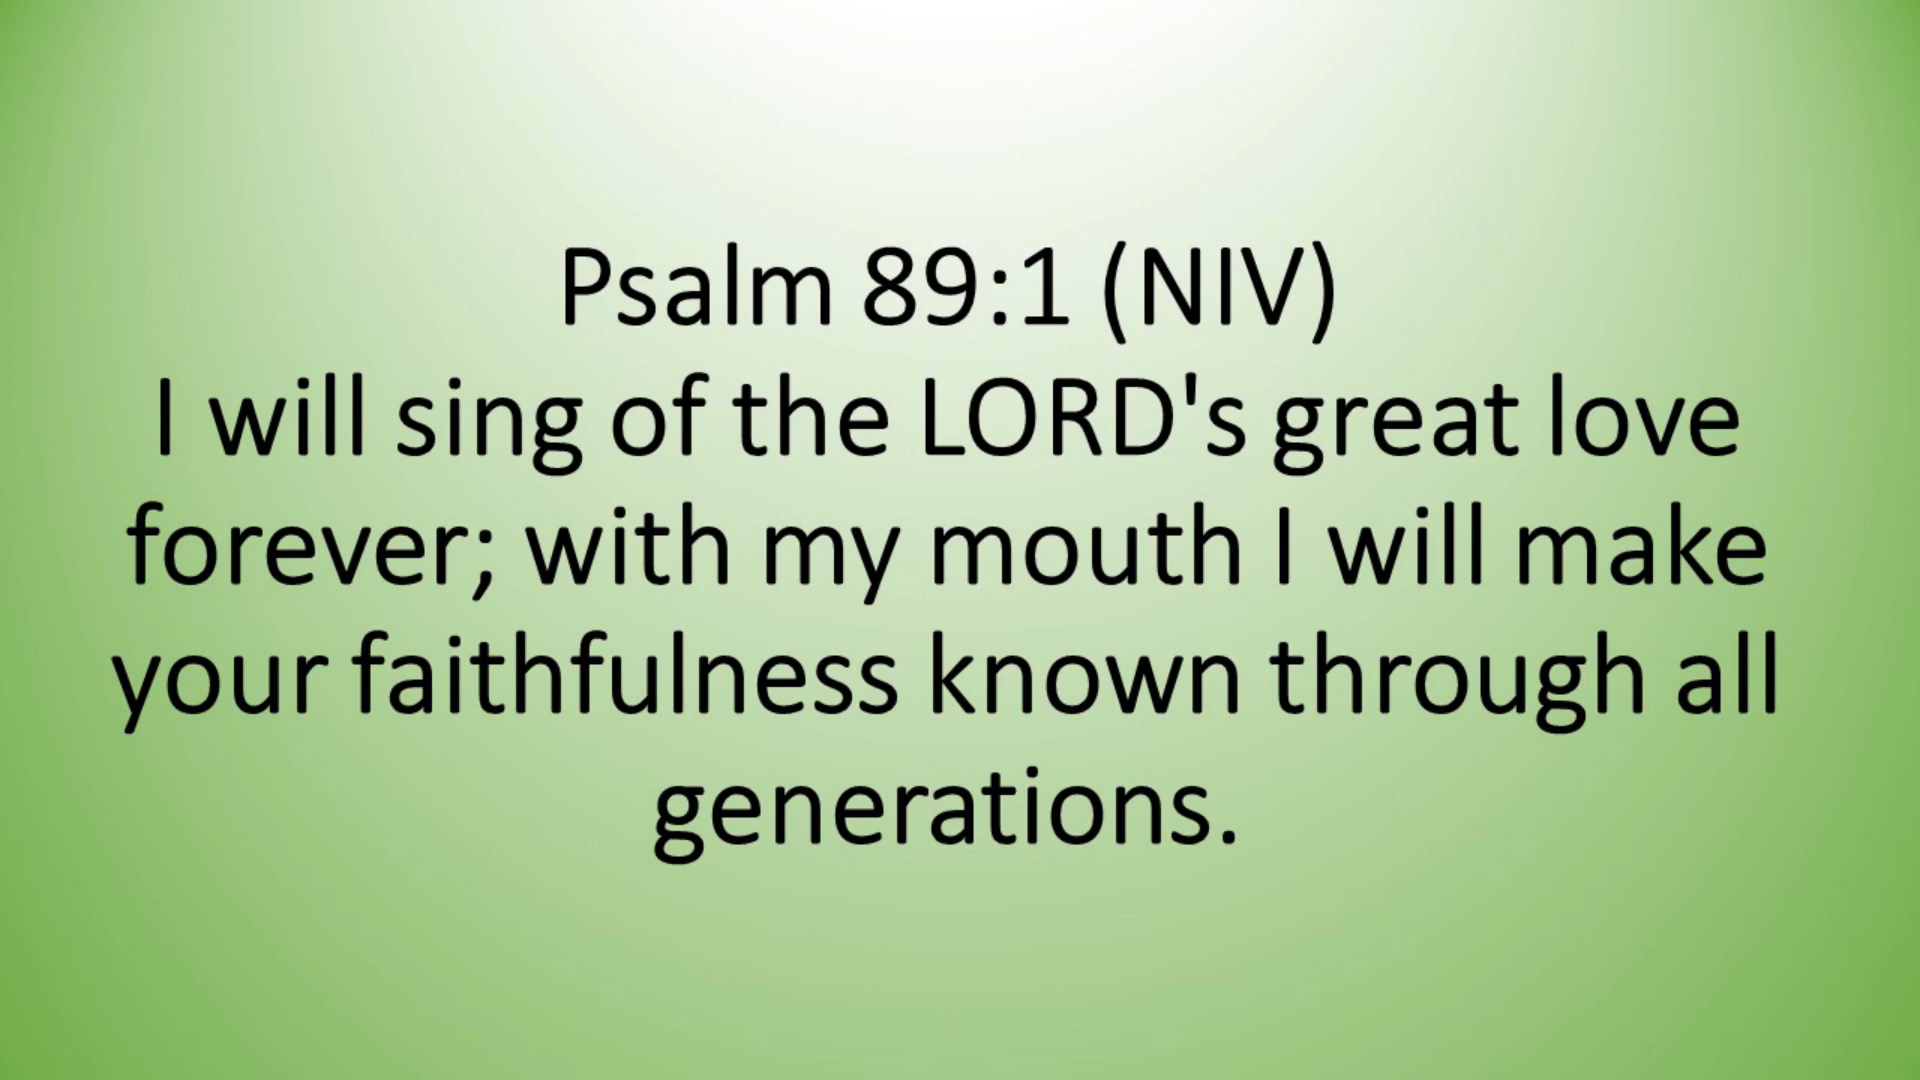 Psalm 89:1 (NIV)
I will sing of the LORD's great love
forever; with my mouth I will make
your faithfulness known through all
generations.